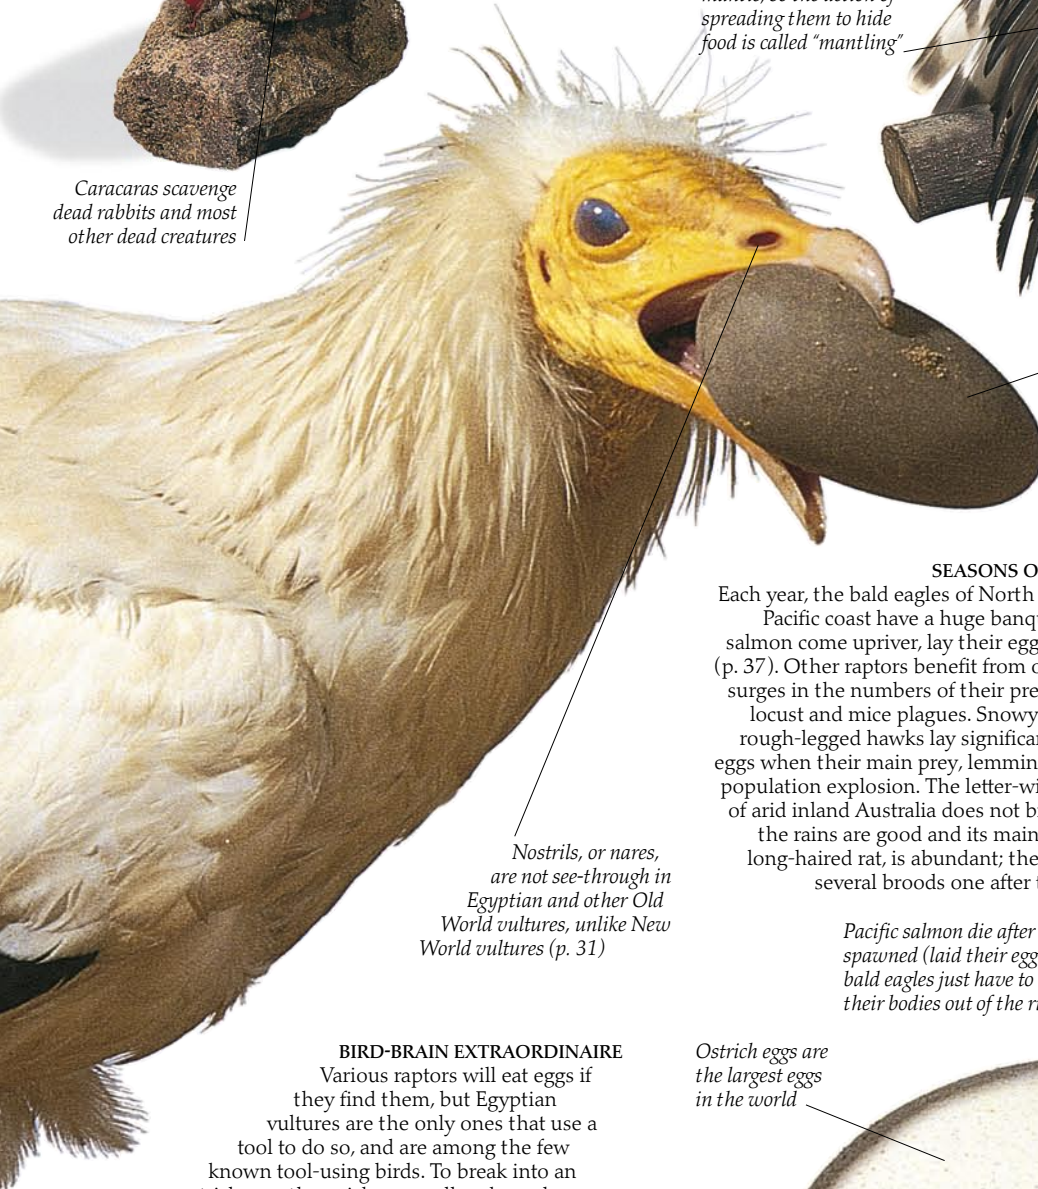 spreading them to hide
food is called “mantling”
Caracaras scavenge
dead rabbits and most
other dead creatures
SEASONS O
Each year, the bald eagles of North
Pacific coast have a huge banqu
salmon come upriver, lay their egg
(p. 37). Other raptors benefit from o
surges in the numbers of their pre
locust and mice plagues. Snowy
rough-legged hawks lay significan
eggs when their main prey, lemmin
population explosion. The letter-wi
of arid inland Australia does not b
the rains are good and its main
long-haired rat, is abundant; the
several broods one after t
Nostrils, or nares,
are not see-through in
Egyptian and other Old
World vultures, unlike New
World vultures (p. 31)
Pacific salmon die after
spawned (laid their egg
bald eagles just have to
their bodies out of the r
BIRD-BRAIN EXTRAORDINAIRE
Various raptors will eat eggs if
they find them, but Egyptian
vultures are the only ones that use a
tool to do so, and are among the few
known tool-using birds. To break into an
Ostrich eggs are
the largest eggs
in the world